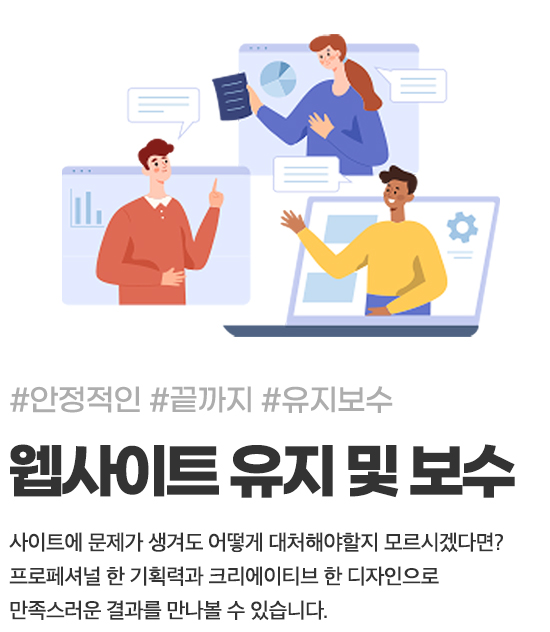 #안정적인 #끝까지 #유지보수
웹사이트 유지 및 보수
사이트에 문제가 생겨도 어떻게 대처해야할지 모르시겠다면?
프로페셔널 한 기획력과 크리에이티브 한 디자인으로
만족스러운 결과를 만나볼 수 있습니다.